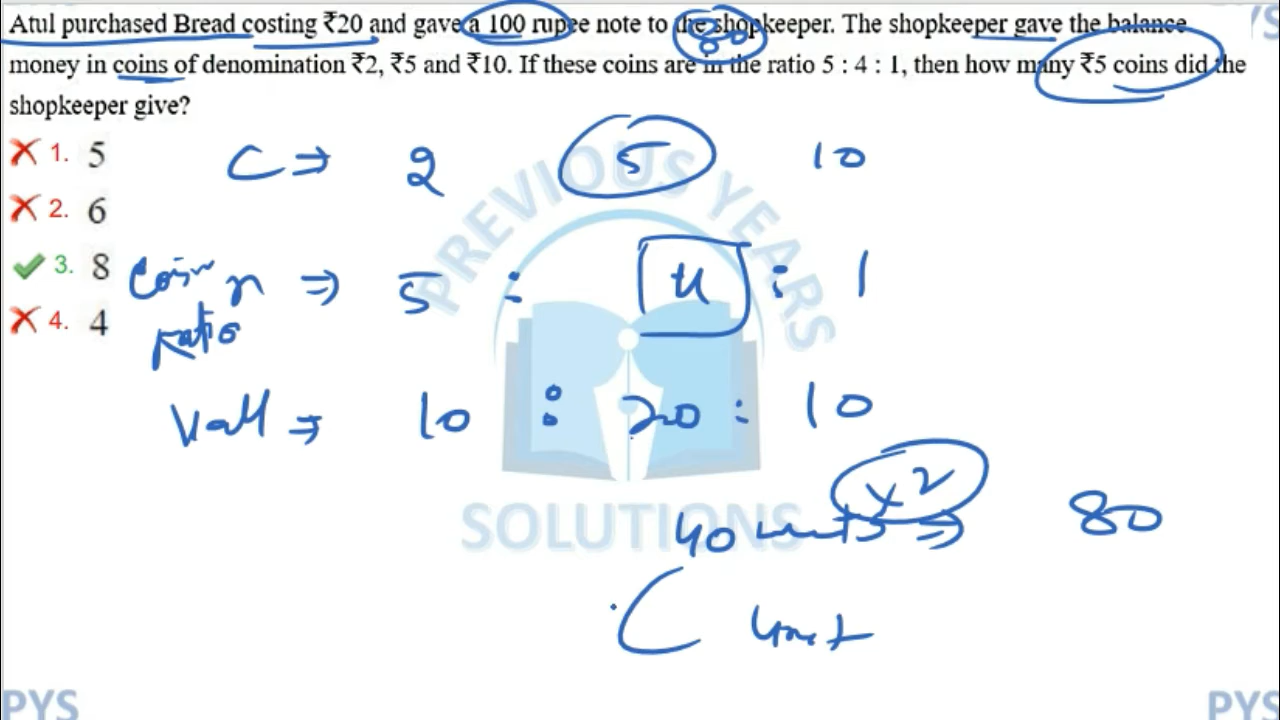 Atul purchased Bread costing ₹20 and gave a 100 rupee note to the shopkeeper. The shopkeeper gave the balance
80
money in coins of denomination ₹2, ₹5 and ₹10. If these coins are in the ratio 5 : 4 : 1, then how many ₹5 coins did the
shopkeeper give?
1. 5
C ⇒ 2 5 10
2. 6
3. 8
Coin n ⇒ 5 : 4 : 1
Ratio
4. 4
⇒ 10 : 20 : 10
x2
40 units ⇒ 80
( unit
PREVIOUS YEARS
SOLUTIONS
YS
PYS
PYS